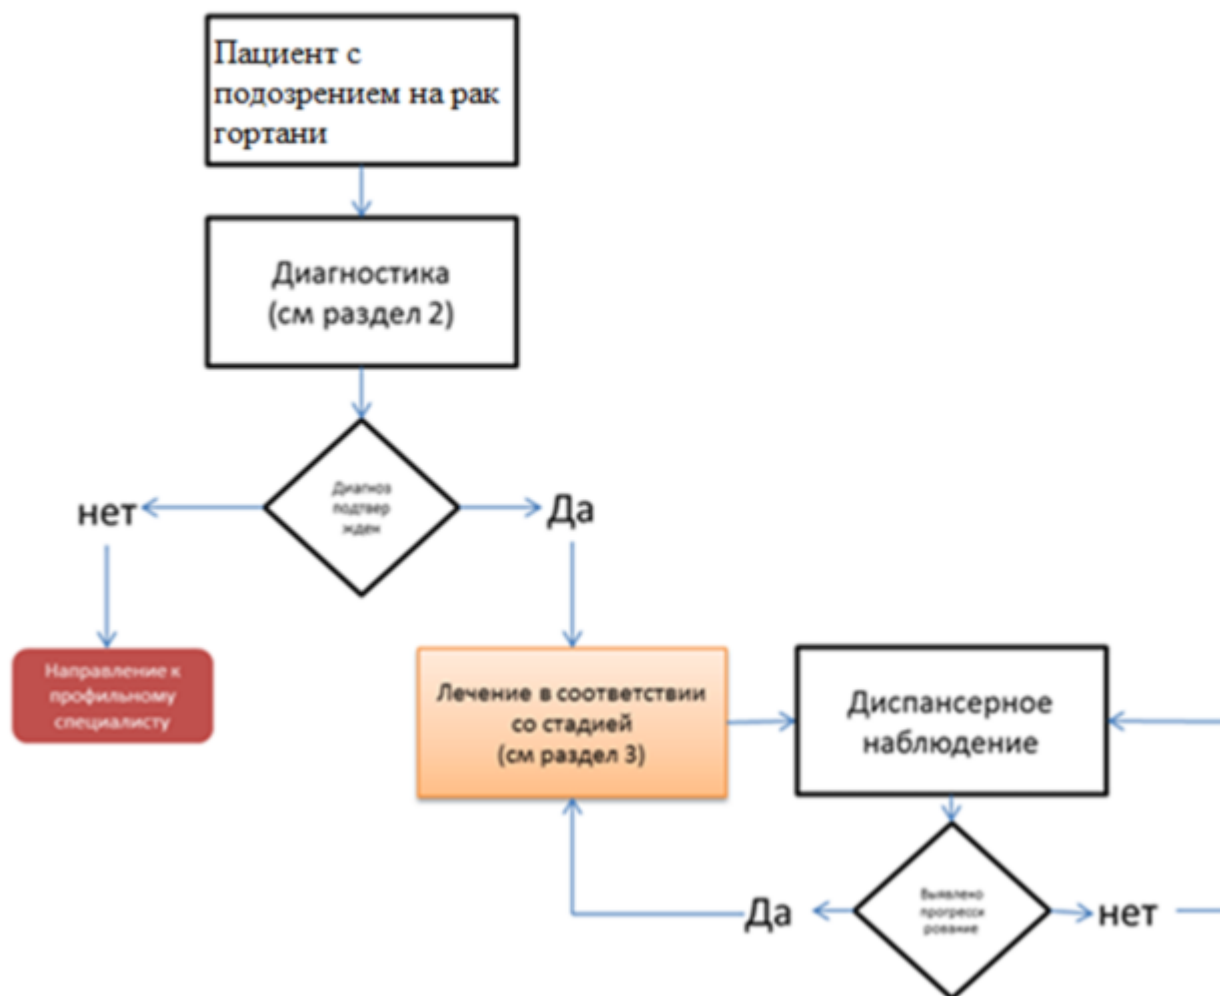 Пациент с
подозрением на рак
гортани
Диагностика
(см раздел 2)
Диагноз
подтвер
жден
нет
Да
Направление к
профильному
специалисту
Лечение в соответствии
со стадией
(см раздел 3)
Диспансерное
наблюдение
Выявлено
прогресси
рование
Да
нет